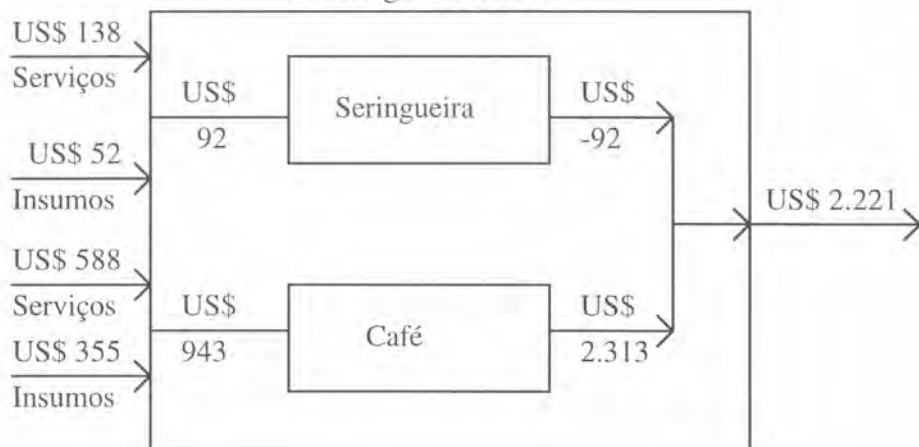 US$ 138
Serviços
US$ 52
Insumos
US$ 588
Serviços
US$ 355
Insumos
US$
92
Seringueira
US$
-92
US$
943
Café
US$
2.313
US$ 2.221